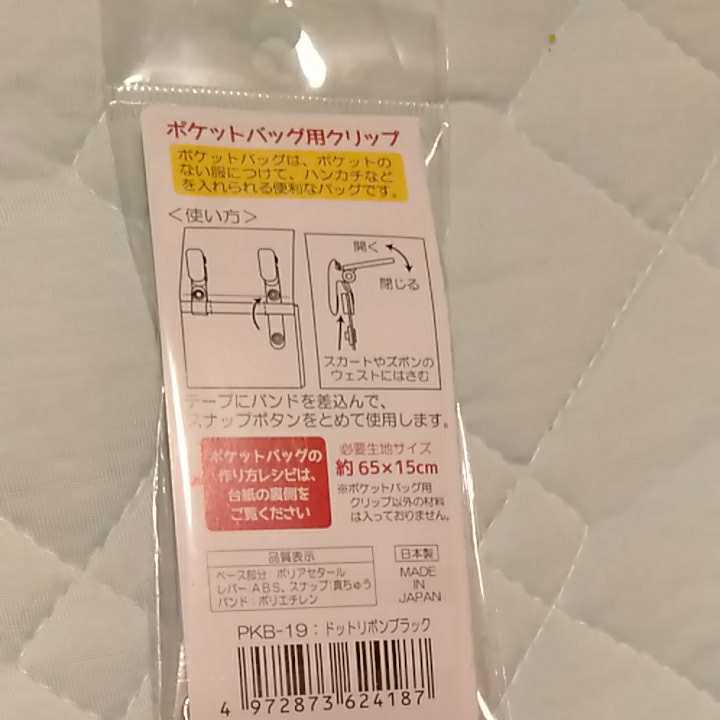 ポケットバッグ用クリップ
ポケットバッグは、ポケットの
ない服につけて、ハンカチなど
を入れられる便利なバッグです。
＜使い方＞
開く
閉じる
スカートやズボンの
ウェストにはさむ
テープにバンドを差込んで、
スナップボタンをとめて使用します。
ポケットバッグの
作り方レシピは、
台紙の裏側を
ご覧ください
必要生地サイズ
約65×15cm
※ポケットバッグ用
クリップ以外の材料
は入っておりません。
品質表示
ベース部分：ポリアセタール
レバー：ABS、スナップ：真ちゅう
バンド：ポリエチレン
日本製
MADE
IN
JAPAN
PKB-19：ドットリボンブラック
4 972873 624187